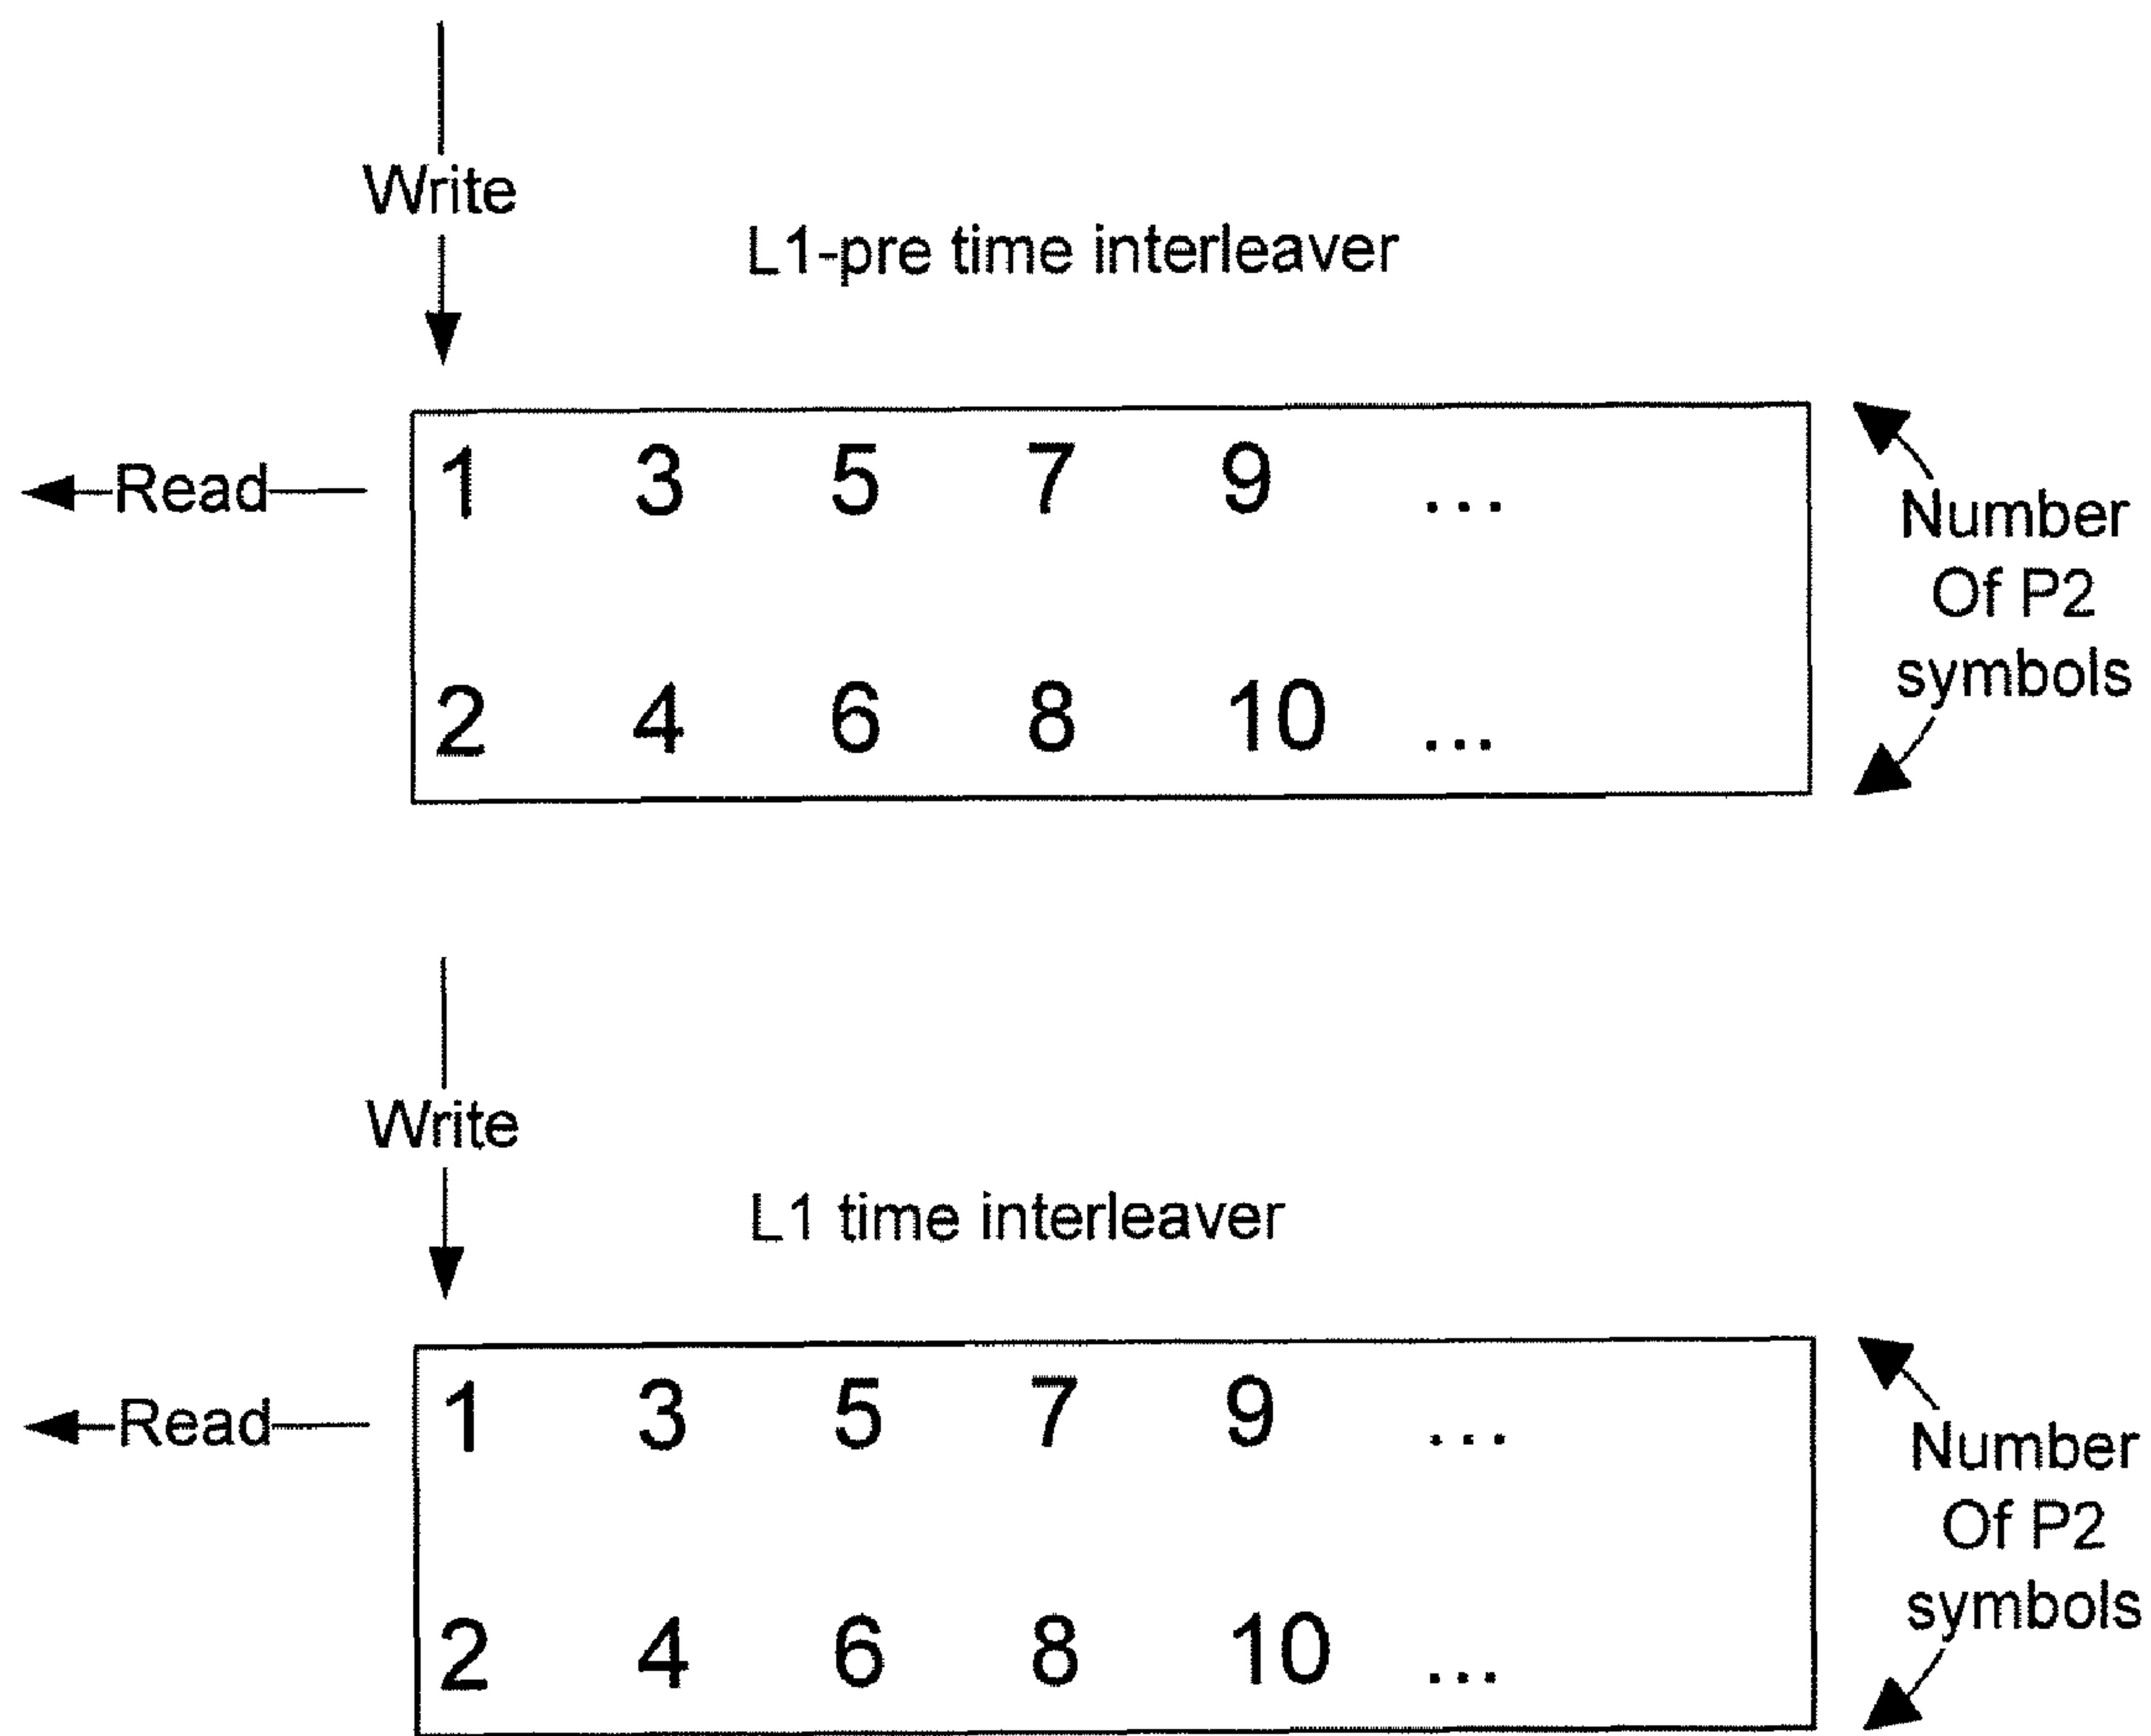 Write
L1-pre time interleaver
Read
1 3 5 7 9 ...
2 4 6 8 10 ...
Number
Of P2
symbols
Write
L1 time interleaver
Read
1 3 5 7 9 ...
2 4 6 8 10 ...
Number
Of P2
symbols